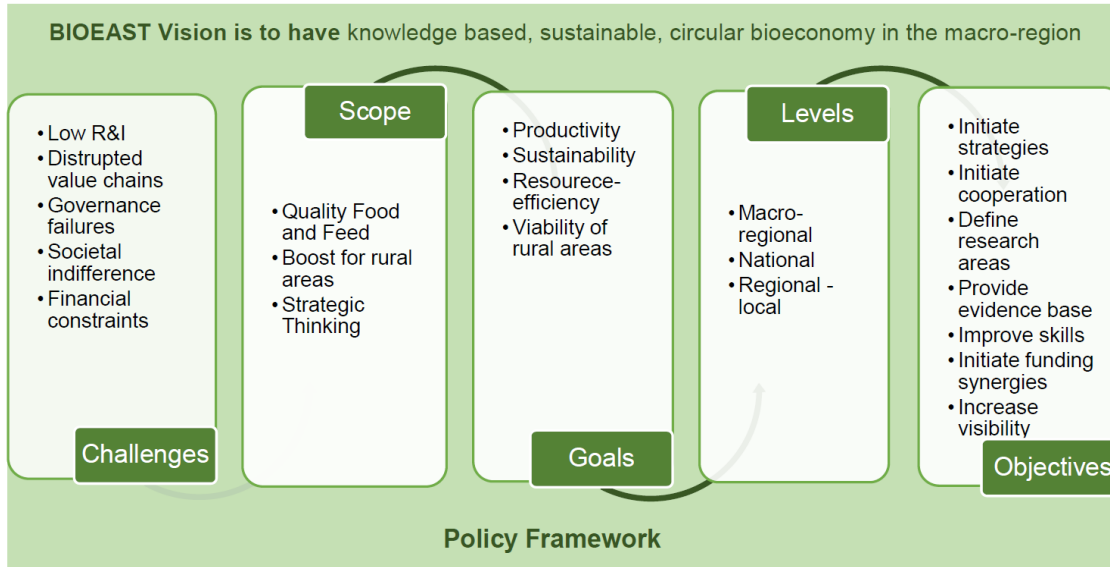 BIOEAST Vision is to have knowledge based, sustainable, circular bioeconomy in the macro-region
• Low R&I
• Distrupted
value chains
• Governance
failures
• Societal
indifference
• Financial
constraints
Challenges
Scope
• Quality Food
and Feed
• Boost for rural
areas
• Strategic
Thinking
• Productivity
• Sustainability
• Resourece-
efficiency
• Viability of
rural areas
Goals
Levels
• Macro-
regional
• National
• Regional -
local
• Initiate
strategies
• Initiate
cooperation
• Define
research
areas
• Provide
evidence base
• Improve skills
• Initiate funding
synergies
• Increase
visibility
Objectives
Policy Framework